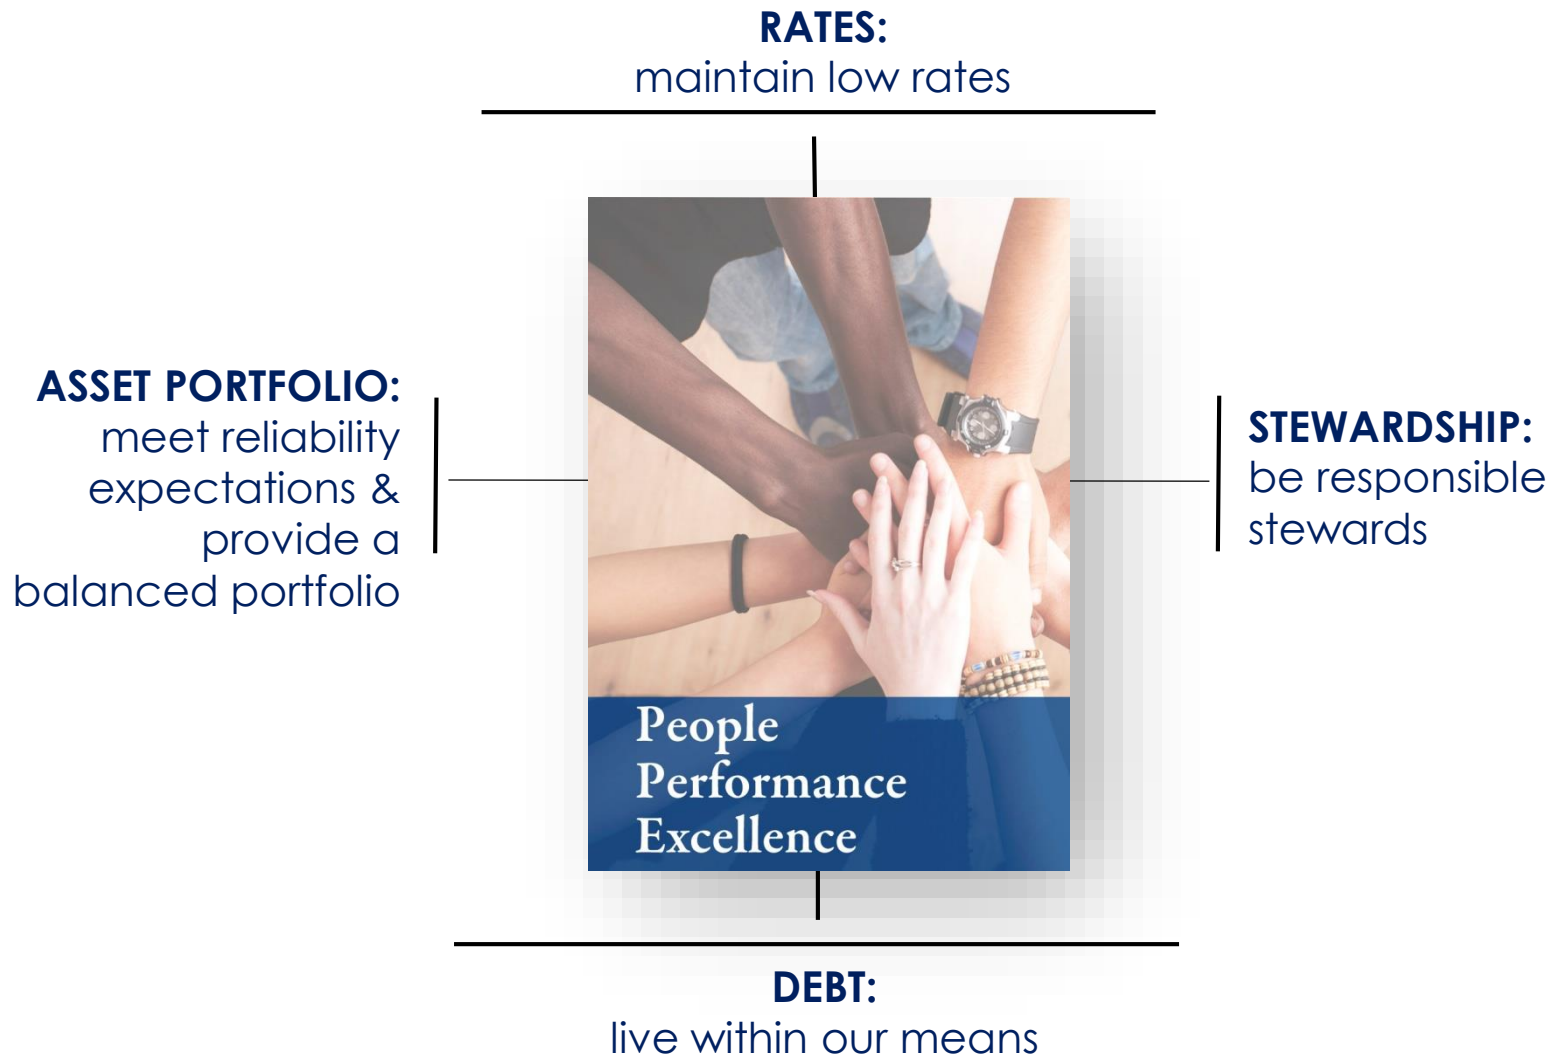 RATES:
maintain low rates
ASSET PORTFOLIO:
meet reliability
expectations &
provide a
balanced portfolio
STEWARDSHIP:
be responsible
stewards
People
Performance
Excellence
DEBT:
live within our means